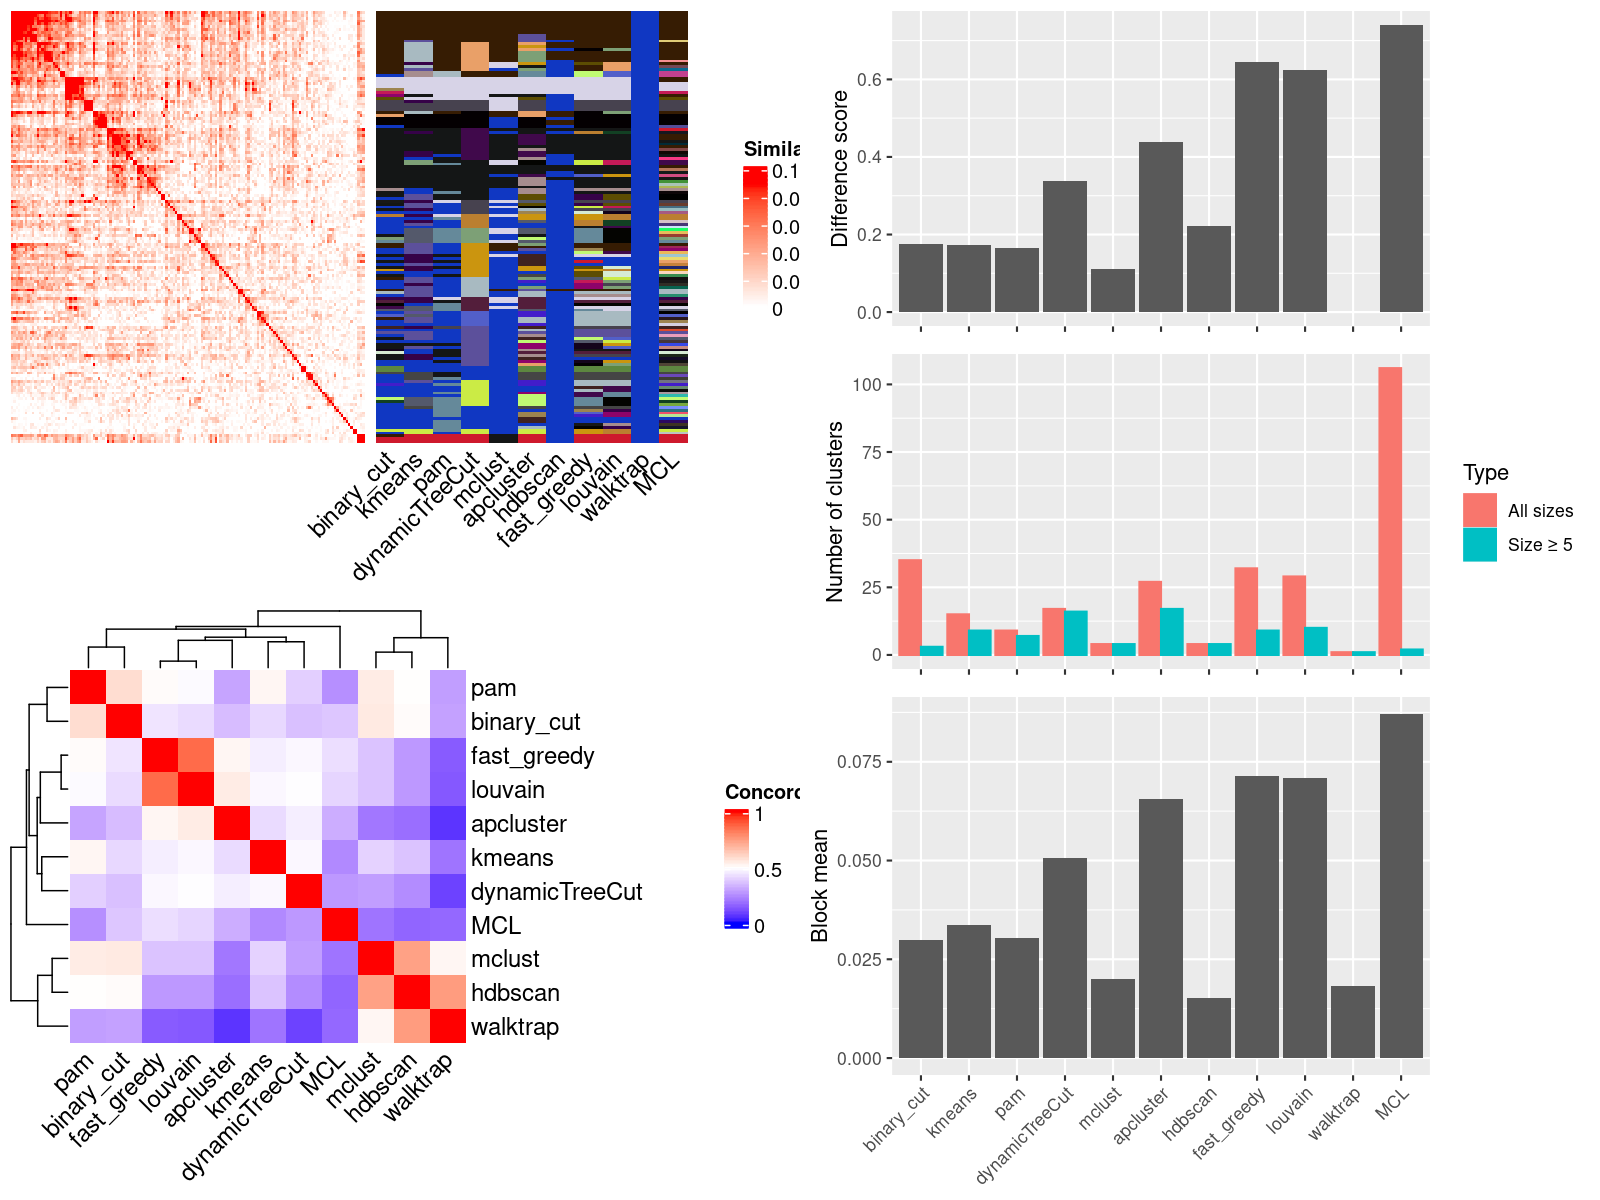 Simila
0.1
0.0
0.0
0.0
0.0
0
binary_cut
kmeans
pam
dynamicTreeCut
mclust
apcluster
hdbscan
fast_greedy
louvain
walktrap
MCL
pam
binary_cut
fast_greedy
louvain
apcluster
kmeans
dynamicTreeCut
MCL
mclust
hdbscan
walktrap
pam
binary_cut
fast_greedy
louvain
apcluster
kmeans
dynamicTreeCut
MCL
mclust
hdbscan
walktrap
Concord
1
0.5
0
Difference score
0.6
0.4
0.2
0.0
Number of clusters
100
75
50
25
0
Type
All sizes
Size ≥ 5
Block mean
0.075
0.050
0.025
0.000
binary_cut
kmeans
pam
dynamicTreeCut
mclust
apcluster
hdbscan
fast_greedy
louvain
walktrap
MCL